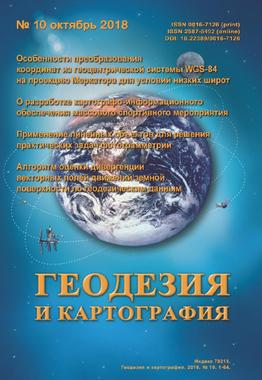 № 10 октябрь 2018
ISSN 0016-7126 (print)
ISSN 2587-8492 (online)
DOI: 10.22389/0016-7126
Особенности преобразования
координат из геоцентрической системы WGS-84
на проекцию Меркатора для условий низких широт
О разработке картографо-информационного
обеспечения массового спортивного мероприятия
Применение линейных объектов для решения
практических задач фотограмметрии
Алгоритм оценки дивергенции
векторных полей движений земной
поверхности по геодезическим данным
ГЕОДЕЗИЯ
И КАРТОГРАФИЯ
Индекс 79215.
Геодезия и картография. 2018. № 10. 1-64.